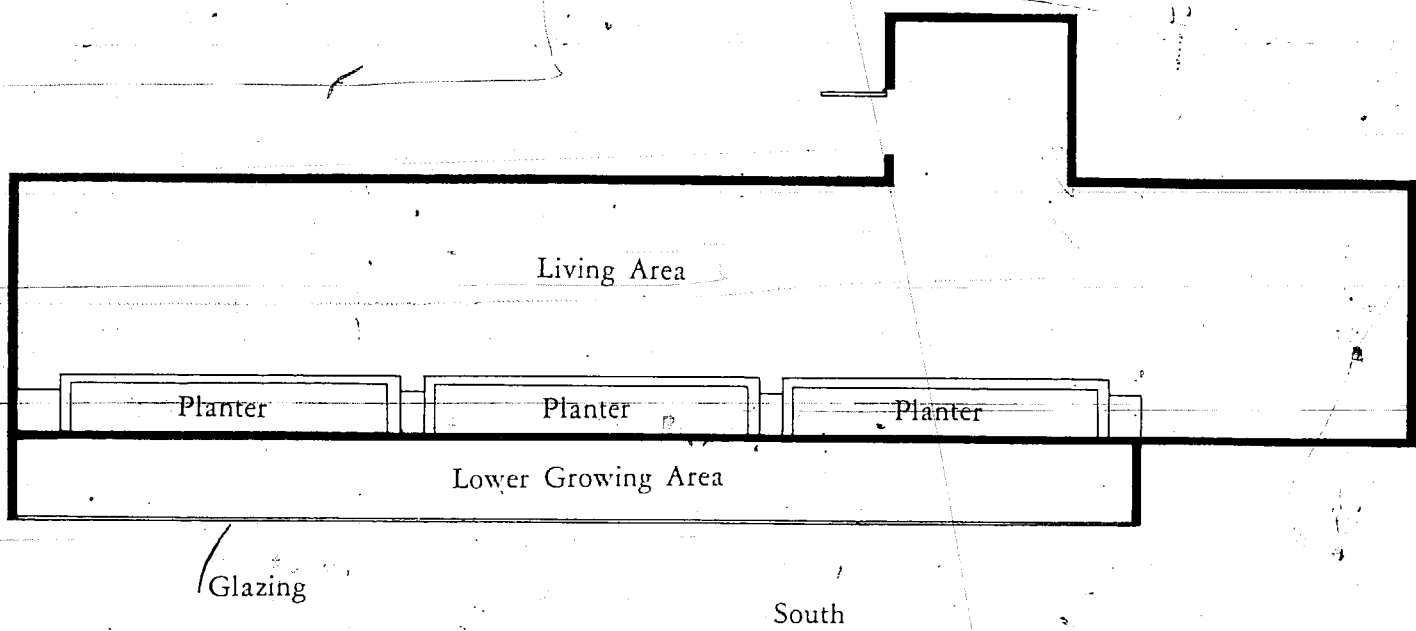 Living Area
Planter
Planter
Planter
Lower Growing Area
Glazing
South